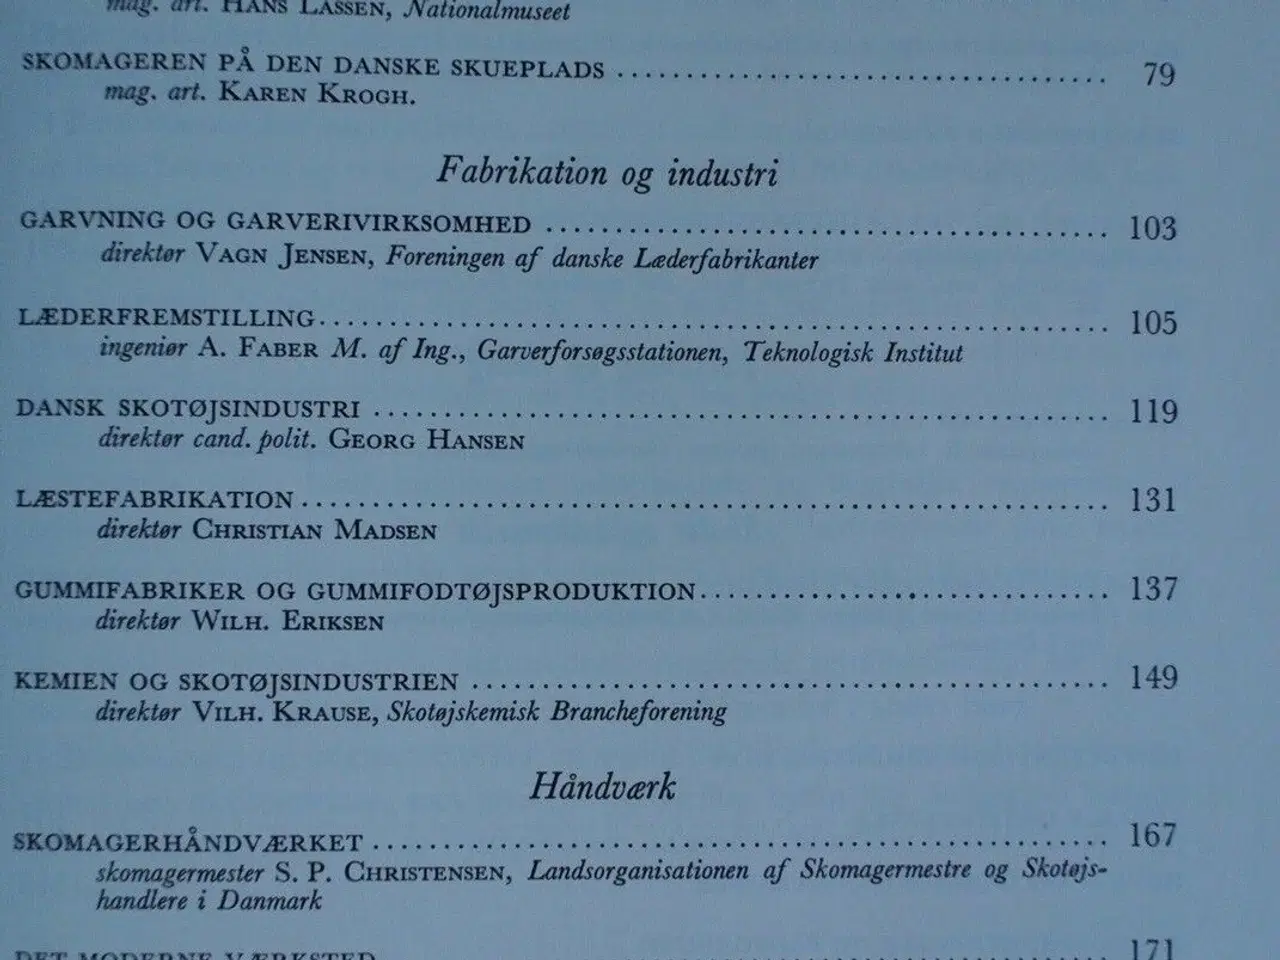 mag. art. HANS LASSEN, Nationalmuseet
SKOMAGEREN PÅ DEN DANSKE SKUEPLADS ........................................ 79
mag. art. KAREN KROGH.
Fabrikation og industri
GARVNING OG GARVERIVIRKSOMHED ........................................ 103
direktør VAGN JENSEN, Foreningen af danske Læderfabrikanter
LÆDERFREMSTILLING........................................ 105
ingeniør A. FABER M. af Ing., Garverforsøgsstationen, Teknologisk Institut
DANSK SKOTØJSINDUSTRI ........................................ 119
direktør cand. polit. GEORG HANSEN
LÆSTEFABRIKATION ........................................ 131
direktør CHRISTIAN MADSEN
GUMMIFABRIKER OG GUMMIFODTØJSPRODUKTION........................................ 137
direktør WILH. ERIKSEN
KEMIEN OG SKOTØJSINDUSTRIEN ........................................ 149
direktør VILH. KRAUSE, Skotøjskemisk Brancheforening
Håndværk
SKOMAGERHÅNDVÆRKET ........................................ 167
skomagermester S. P. CHRISTENSEN, Landsorganisationen af Skomagermestre og Skotøjs-
handlere i Danmark
DET MODERNE VÆRKSTED 171